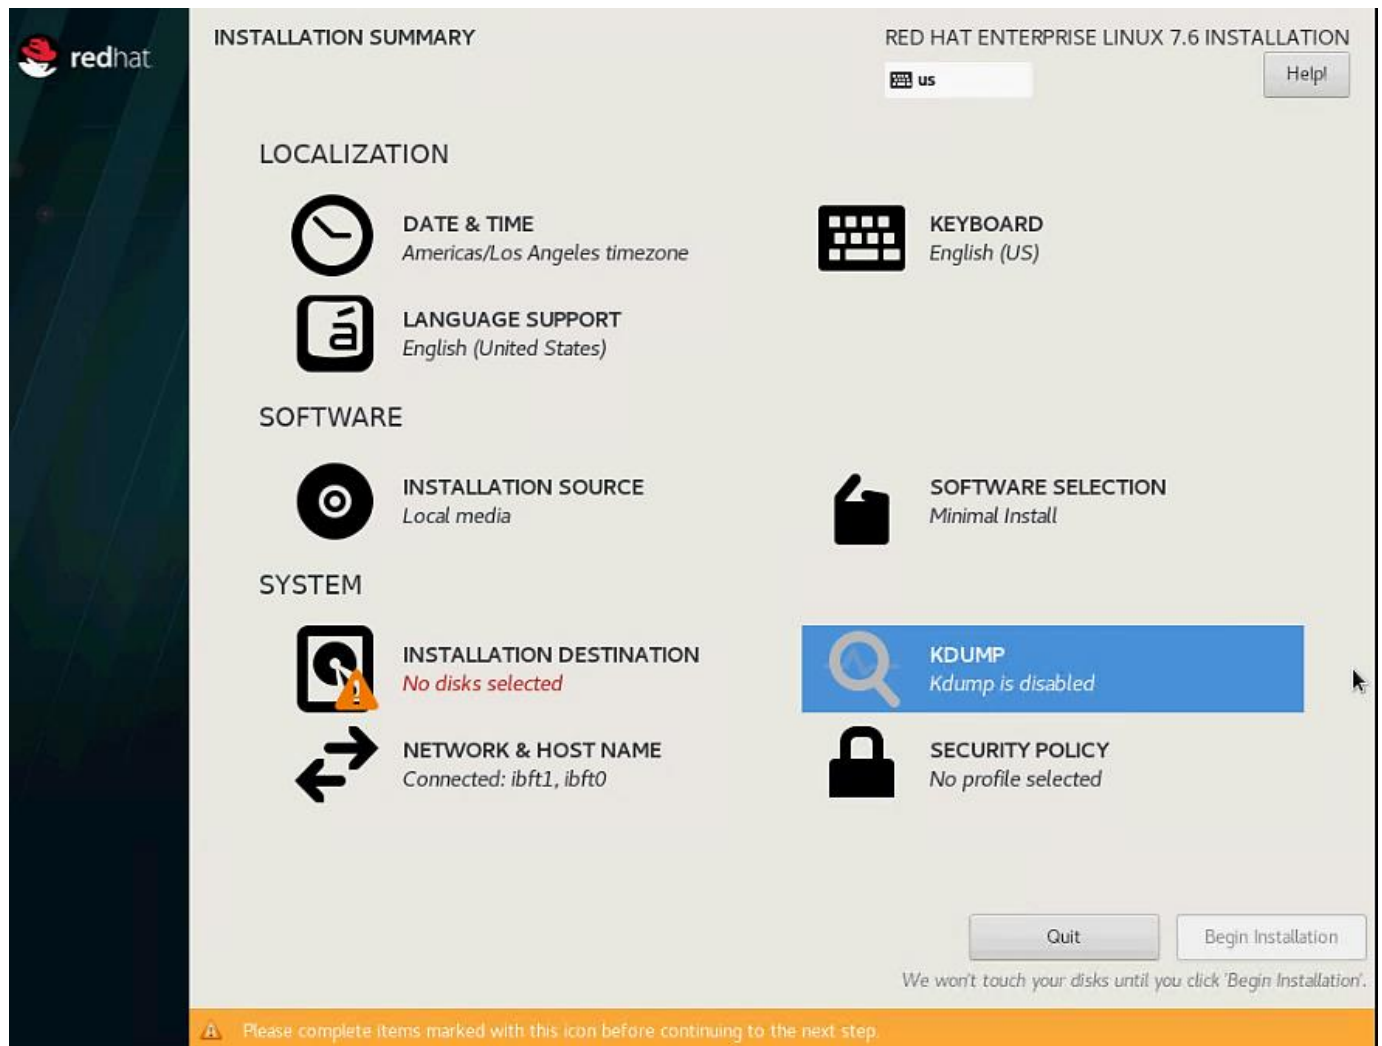 redhat
INSTALLATION SUMMARY
RED HAT ENTERPRISE LINUX 7.6 INSTALLATION
us
Help!
LOCALIZATION
DATE & TIME
Americas/Los Angeles timezone
KEYBOARD
English (US)
á
LANGUAGE SUPPORT
English (United States)
SOFTWARE
INSTALLATION SOURCE
Local media
SOFTWARE SELECTION
Minimal Install
SYSTEM
INSTALLATION DESTINATION
No disks selected
KDUMP
Kdump is disabled
NETWORK & HOST NAME
Connected: ibft1, ibft0
SECURITY POLICY
No profile selected
Quit
Begin Installation
We won't touch your disks until you click 'Begin Installation'.
Please complete items marked with this icon before continuing to the next step.